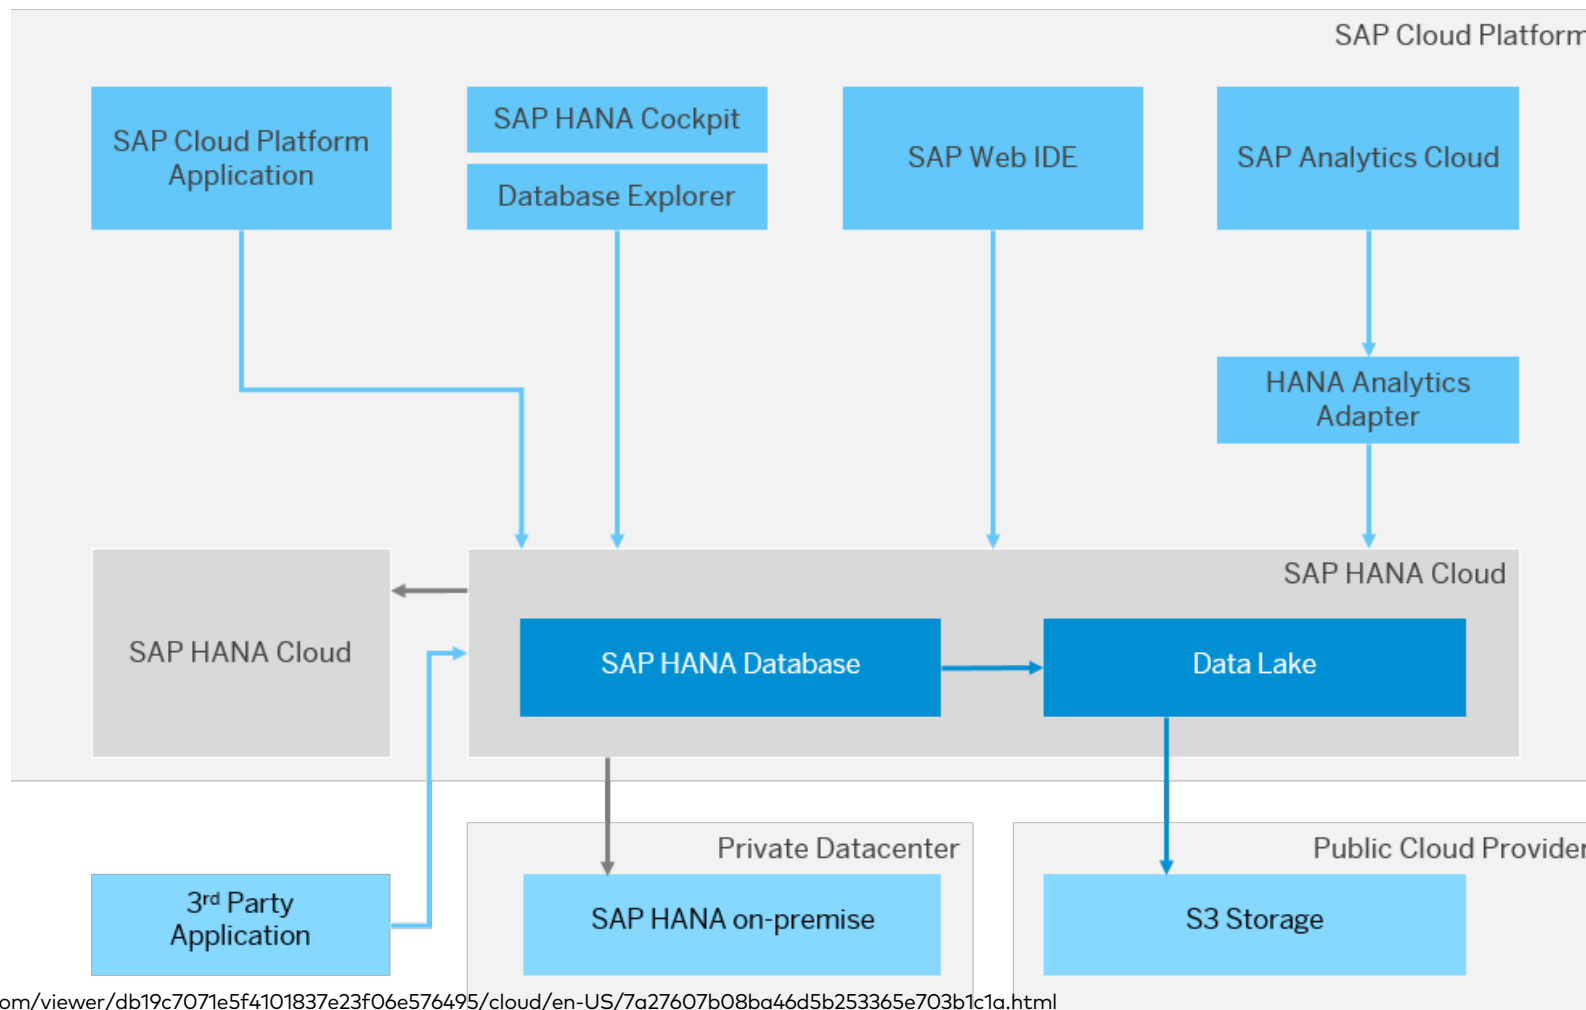 SAP Cloud Platform
SAP Cloud Platform
Application
SAP HANA Cockpit
Database Explorer
SAP Web IDE
SAP Analytics Cloud
HANA Analytics
Adapter
SAP HANA Cloud
SAP HANA Cloud
SAP HANA Database
Data Lake
Private Datacenter
Public Cloud Provider
3rd Party
Application
SAP HANA on-premise
S3 Storage
om/viewer/db19c7071e5f4101837e23f06e576495/cloud/en-US/7a27607b08ba46d5b253365e703b1c1a.html